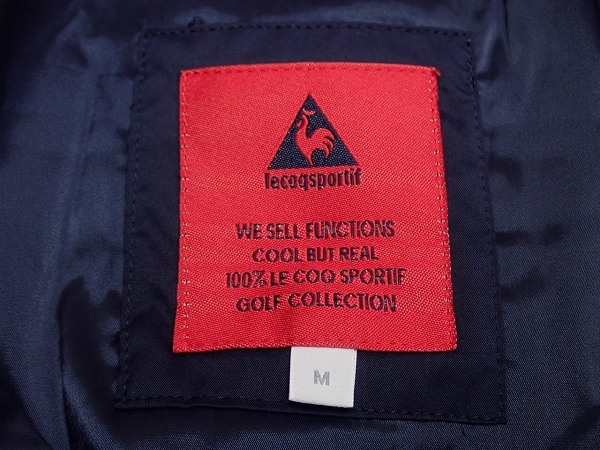 lecoqsportif
WE SELL FUNCTIONS
COOL BUT REAL
100% LE COQ SPORTIF
GOLF COLLECTION
M